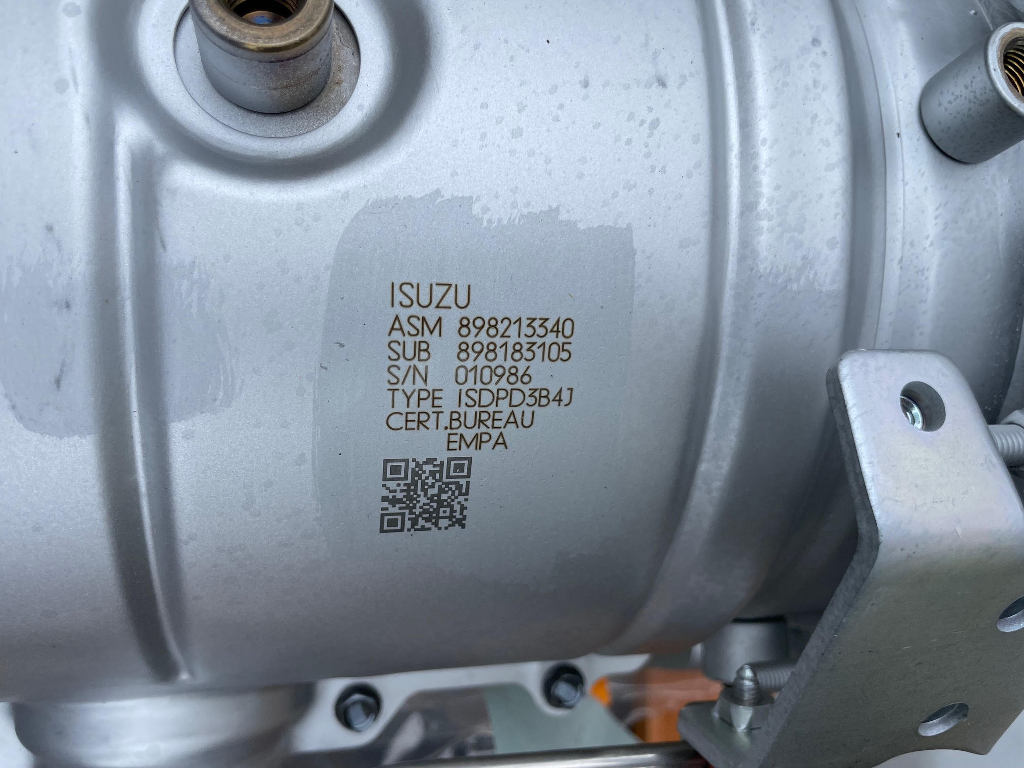 ISUZU
ASM 898213340
SUB 898183105
S/N 010986
TYPE ISDPD3B4J
CERT.BUREAU
EMPA